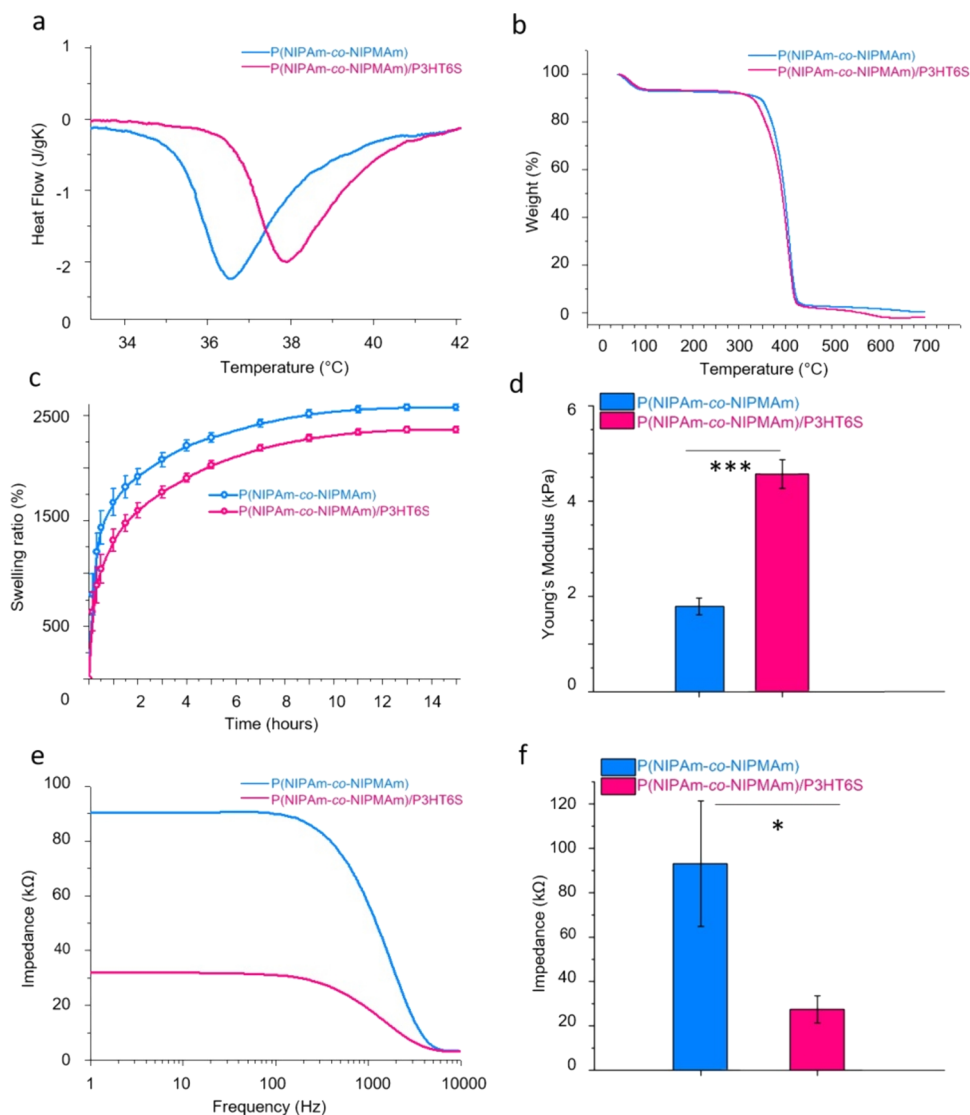 a
P(NIPAm-co-NIPMAm)
P(NIPAm-co-NIPMAm)/P3HT6S
1
0
-1
-2
0
Heat Flow (J/gK)
34 36 38 40 42
Temperature (°C)
b
P(NIPAm-co-NIPMAm)
P(NIPAm-co-NIPMAm)/P3HT6S
100
80
60
40
20
0
Weight (%)
0 100 200 300 400 500 600 700
Temperature (°C)
c
2500
1500
500
0
Swelling ratio (%)
P(NIPAm-co-NIPMAm)
P(NIPAm-co-NIPMAm)/P3HT6S
2 4 6 8 10 12 14
Time (hours)
d
P(NIPAm-co-NIPMAm)
P(NIPAm-co-NIPMAm)/P3HT6S
6
4
2
0
Young's Modulus (kPa)
***
e
P(NIPAm-co-NIPMAm)
P(NIPAm-co-NIPMAm)/P3HT6S
100
80
60
40
20
0
Impedance (kΩ)
1 10 100 1000 10000
Frequency (Hz)
f
P(NIPAm-co-NIPMAm)
P(NIPAm-co-NIPMAm)/P3HT6S
120
100
80
60
40
20
0
Impedance (kΩ)
*